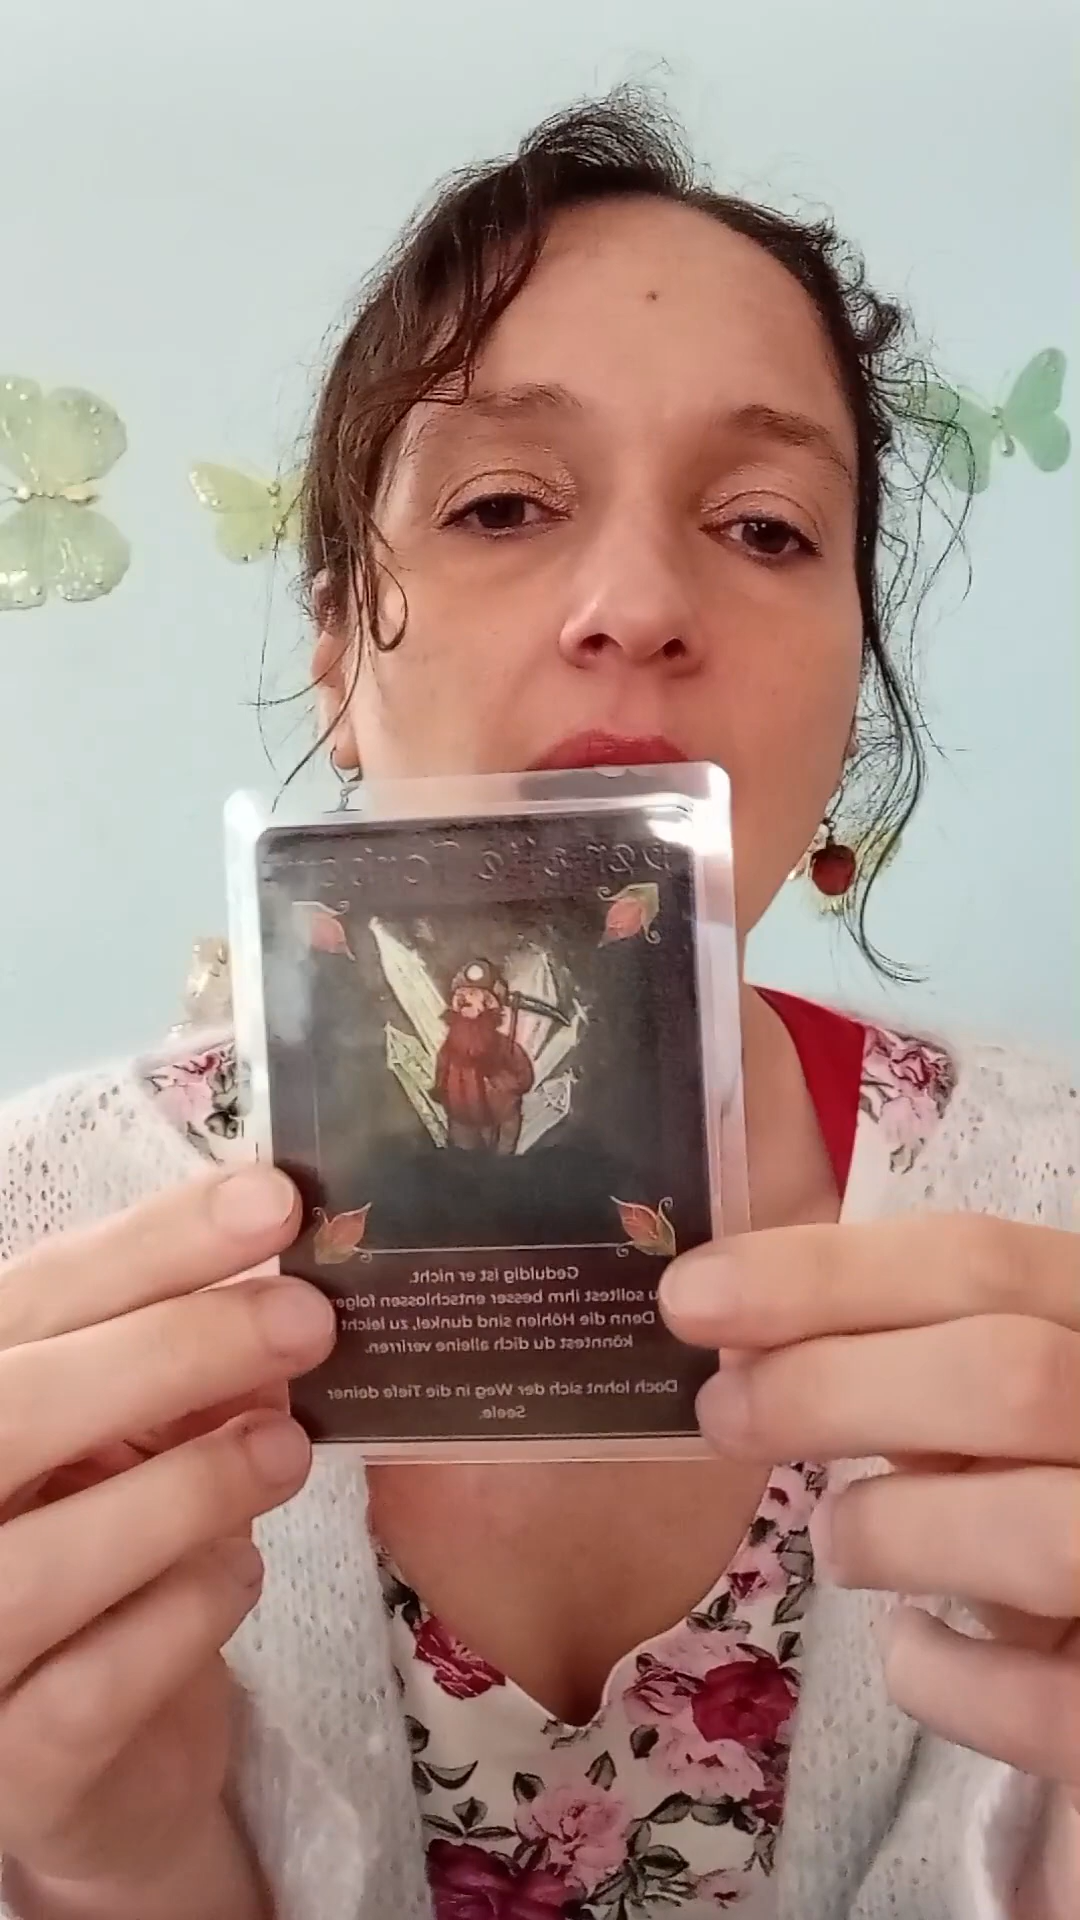 Geduldig ist er nicht.
u solltest ihm besser entschlossen folge
Denn die Höhlen sind dunkel, zu leicht
könntest du dich alleine verirren.
Doch lohnt sich der Weg in die Tiefe deiner
Seele.